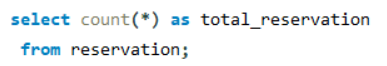 select count(*) as total_reservation
from reservation;